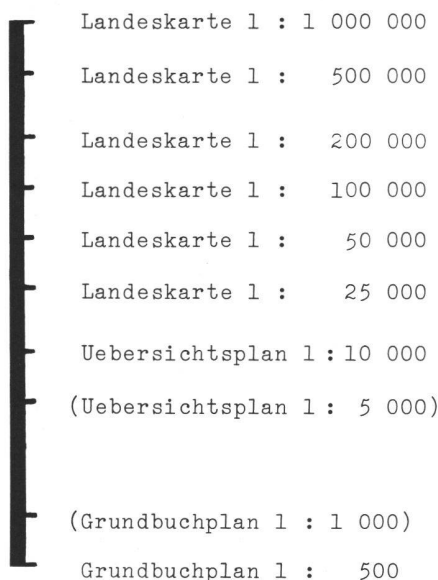 Landeskarte 1 : 1 000 000
Landeskarte 1 : 500 000
Landeskarte 1 : 200 000
Landeskarte 1 : 100 000
Landeskarte 1 : 50 000
Landeskarte 1 : 25 000
Uebersichtsplan 1 : 10 000
(Uebersichtsplan 1 : 5 000)
(Grundbuchplan 1 : 1 000)
Grundbuchplan 1 : 500